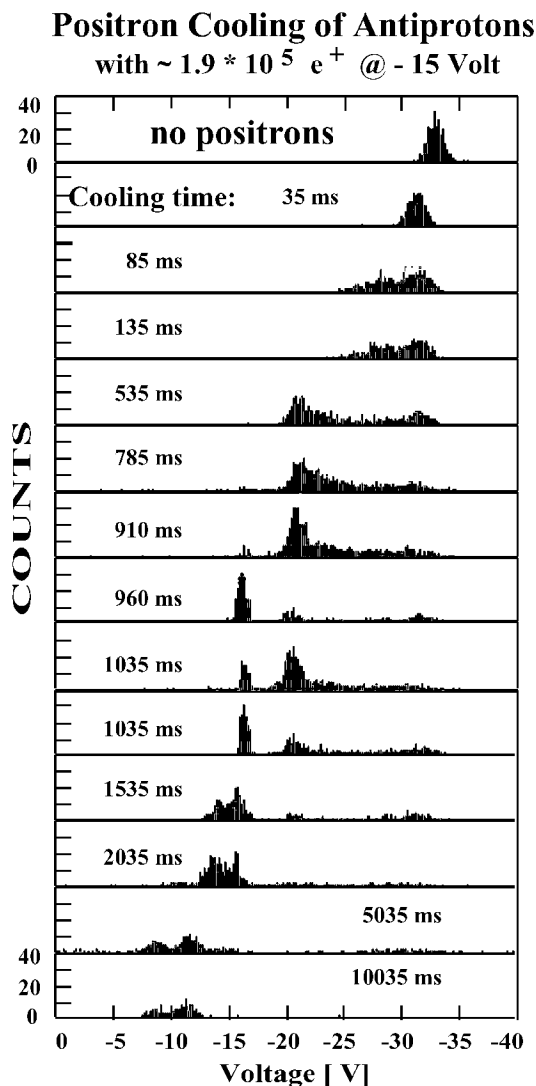 Positron Cooling of Antiprotons
with ~ 1.9 * 10 5 e + @ - 15 Volt
40
20
0
no positrons
Cooling time: 35 ms
85 ms
135 ms
535 ms
785 ms
910 ms
960 ms
1035 ms
1035 ms
1535 ms
2035 ms
5035 ms
10035 ms
40
20
0
COUNTS
0 -5 -10 -15 -20 -25 -30 -35 -40
Voltage [ V]